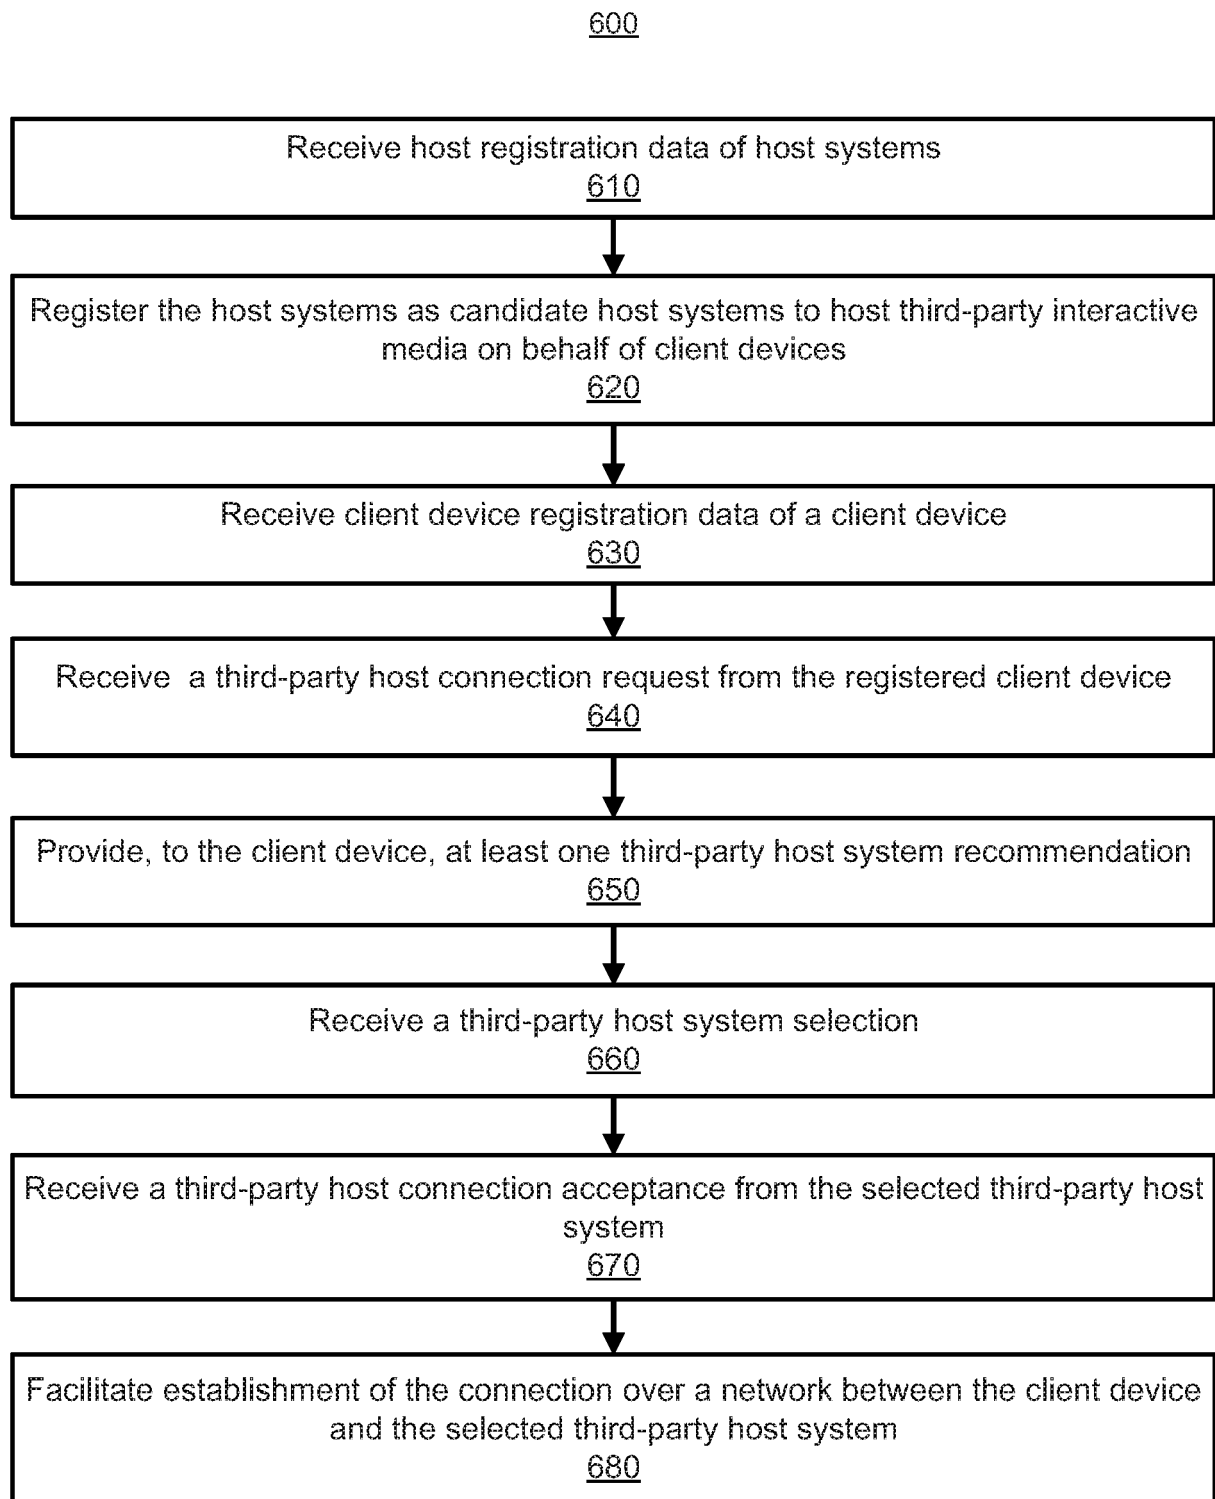 600
Receive host registration data of host systems
610
Register the host systems as candidate host systems to host third-party interactive
media on behalf of client devices
620
Receive client device registration data of a client device
630
Receive  a third-party host connection request from the registered client device
640
Provide, to the client device, at least one third-party host system recommendation
650
Receive a third-party host system selection
660
Receive a third-party host connection acceptance from the selected third-party host
system
670
Facilitate establishment of the connection over a network between the client device
and the selected third-party host system
680